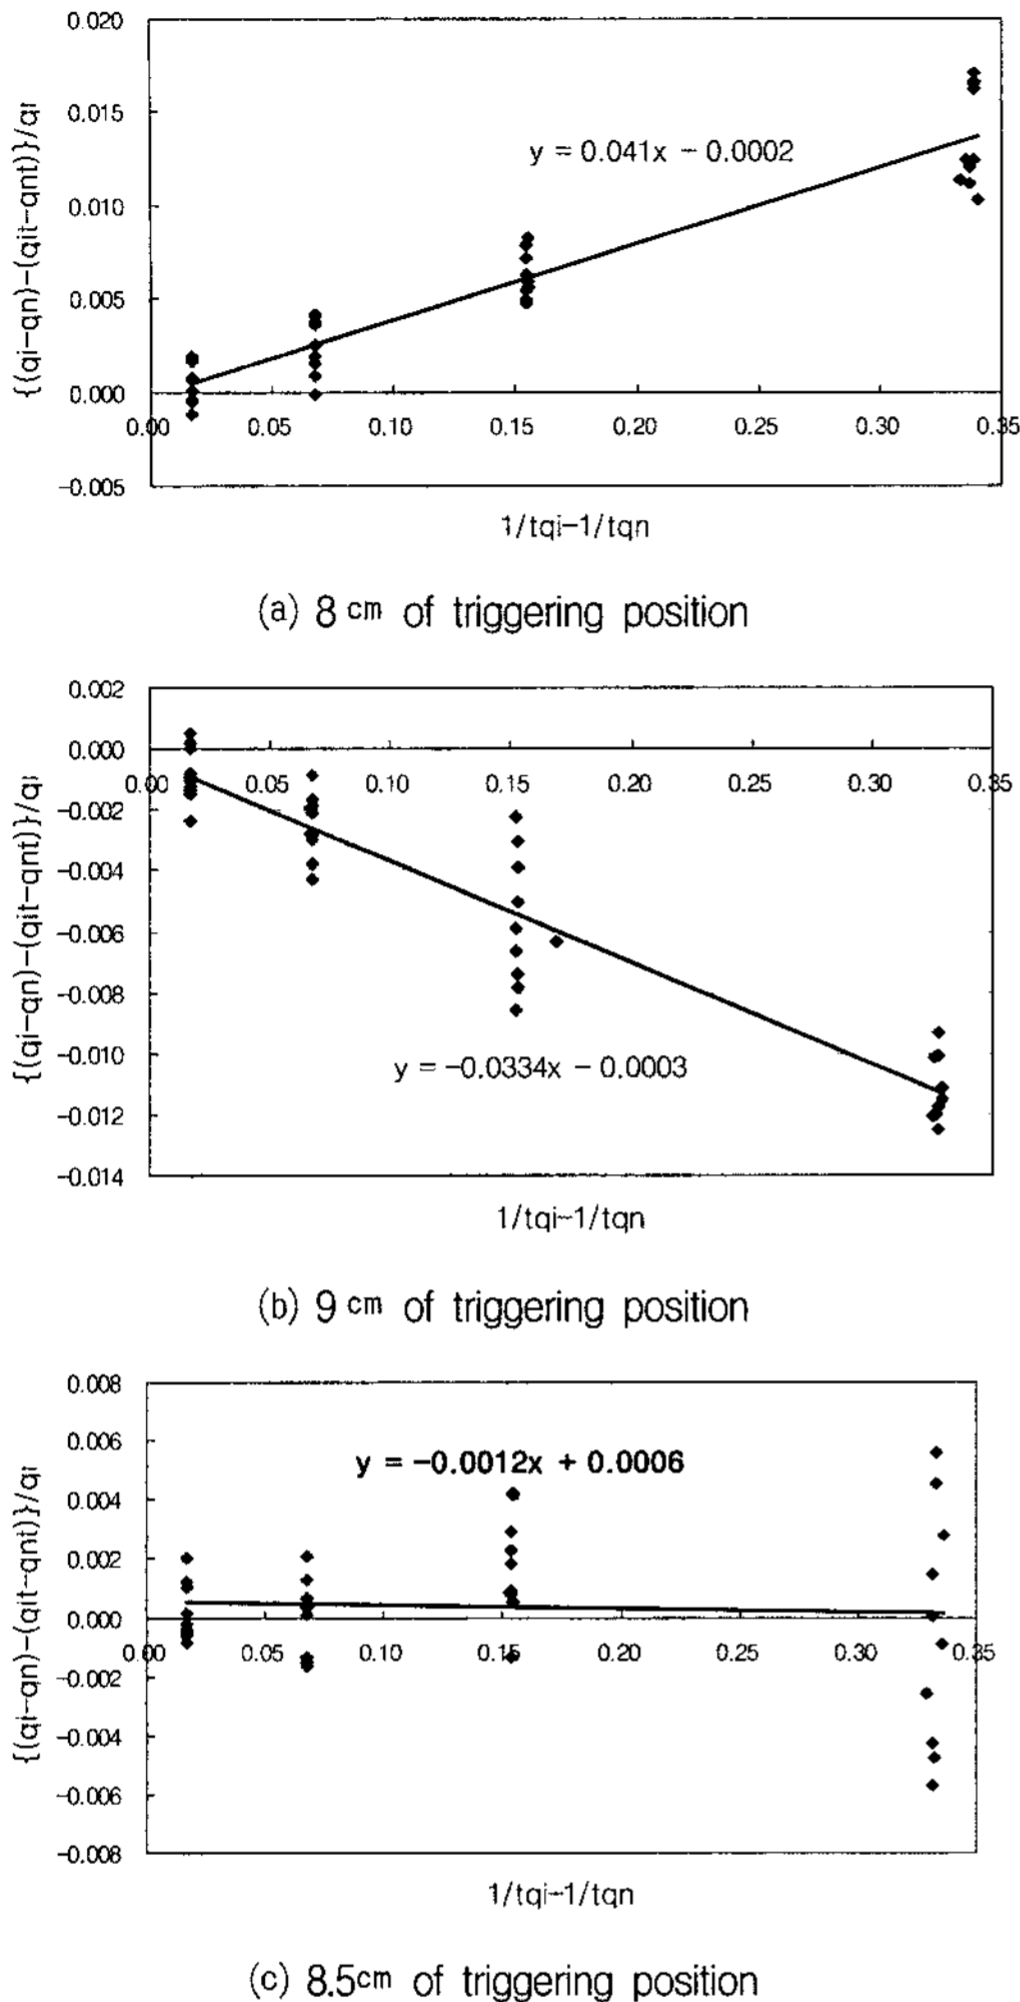 0.020
0.015
0.010
0.005
0.000
-0.005
{(qi-qn)-(qit-qnt)}/qi
y = 0.041x - 0.0002
0.00 0.05 0.10 0.15 0.20 0.25 0.30 0.35
1/tqi-1/tqn
(a) 8 cm of triggering position
0.002
0.000
-0.002
-0.004
-0.006
-0.008
-0.010
-0.012
-0.014
{(qi-qn)-(qit-qnt)}/qi
0.00 0.05 0.10 0.15 0.20 0.25 0.30 0.35
y = -0.0334x - 0.0003
1/tqi-1/tqn
(b) 9 cm of triggering position
0.008
0.006
0.004
0.002
0.000
-0.002
-0.004
-0.006
-0.008
{(qi-qn)-(qit-qnt)}/qi
y = -0.0012x + 0.0006
0.00 0.05 0.10 0.15 0.20 0.25 0.30 0.35
1/tqi-1/tqn
(c) 8.5cm of triggering position